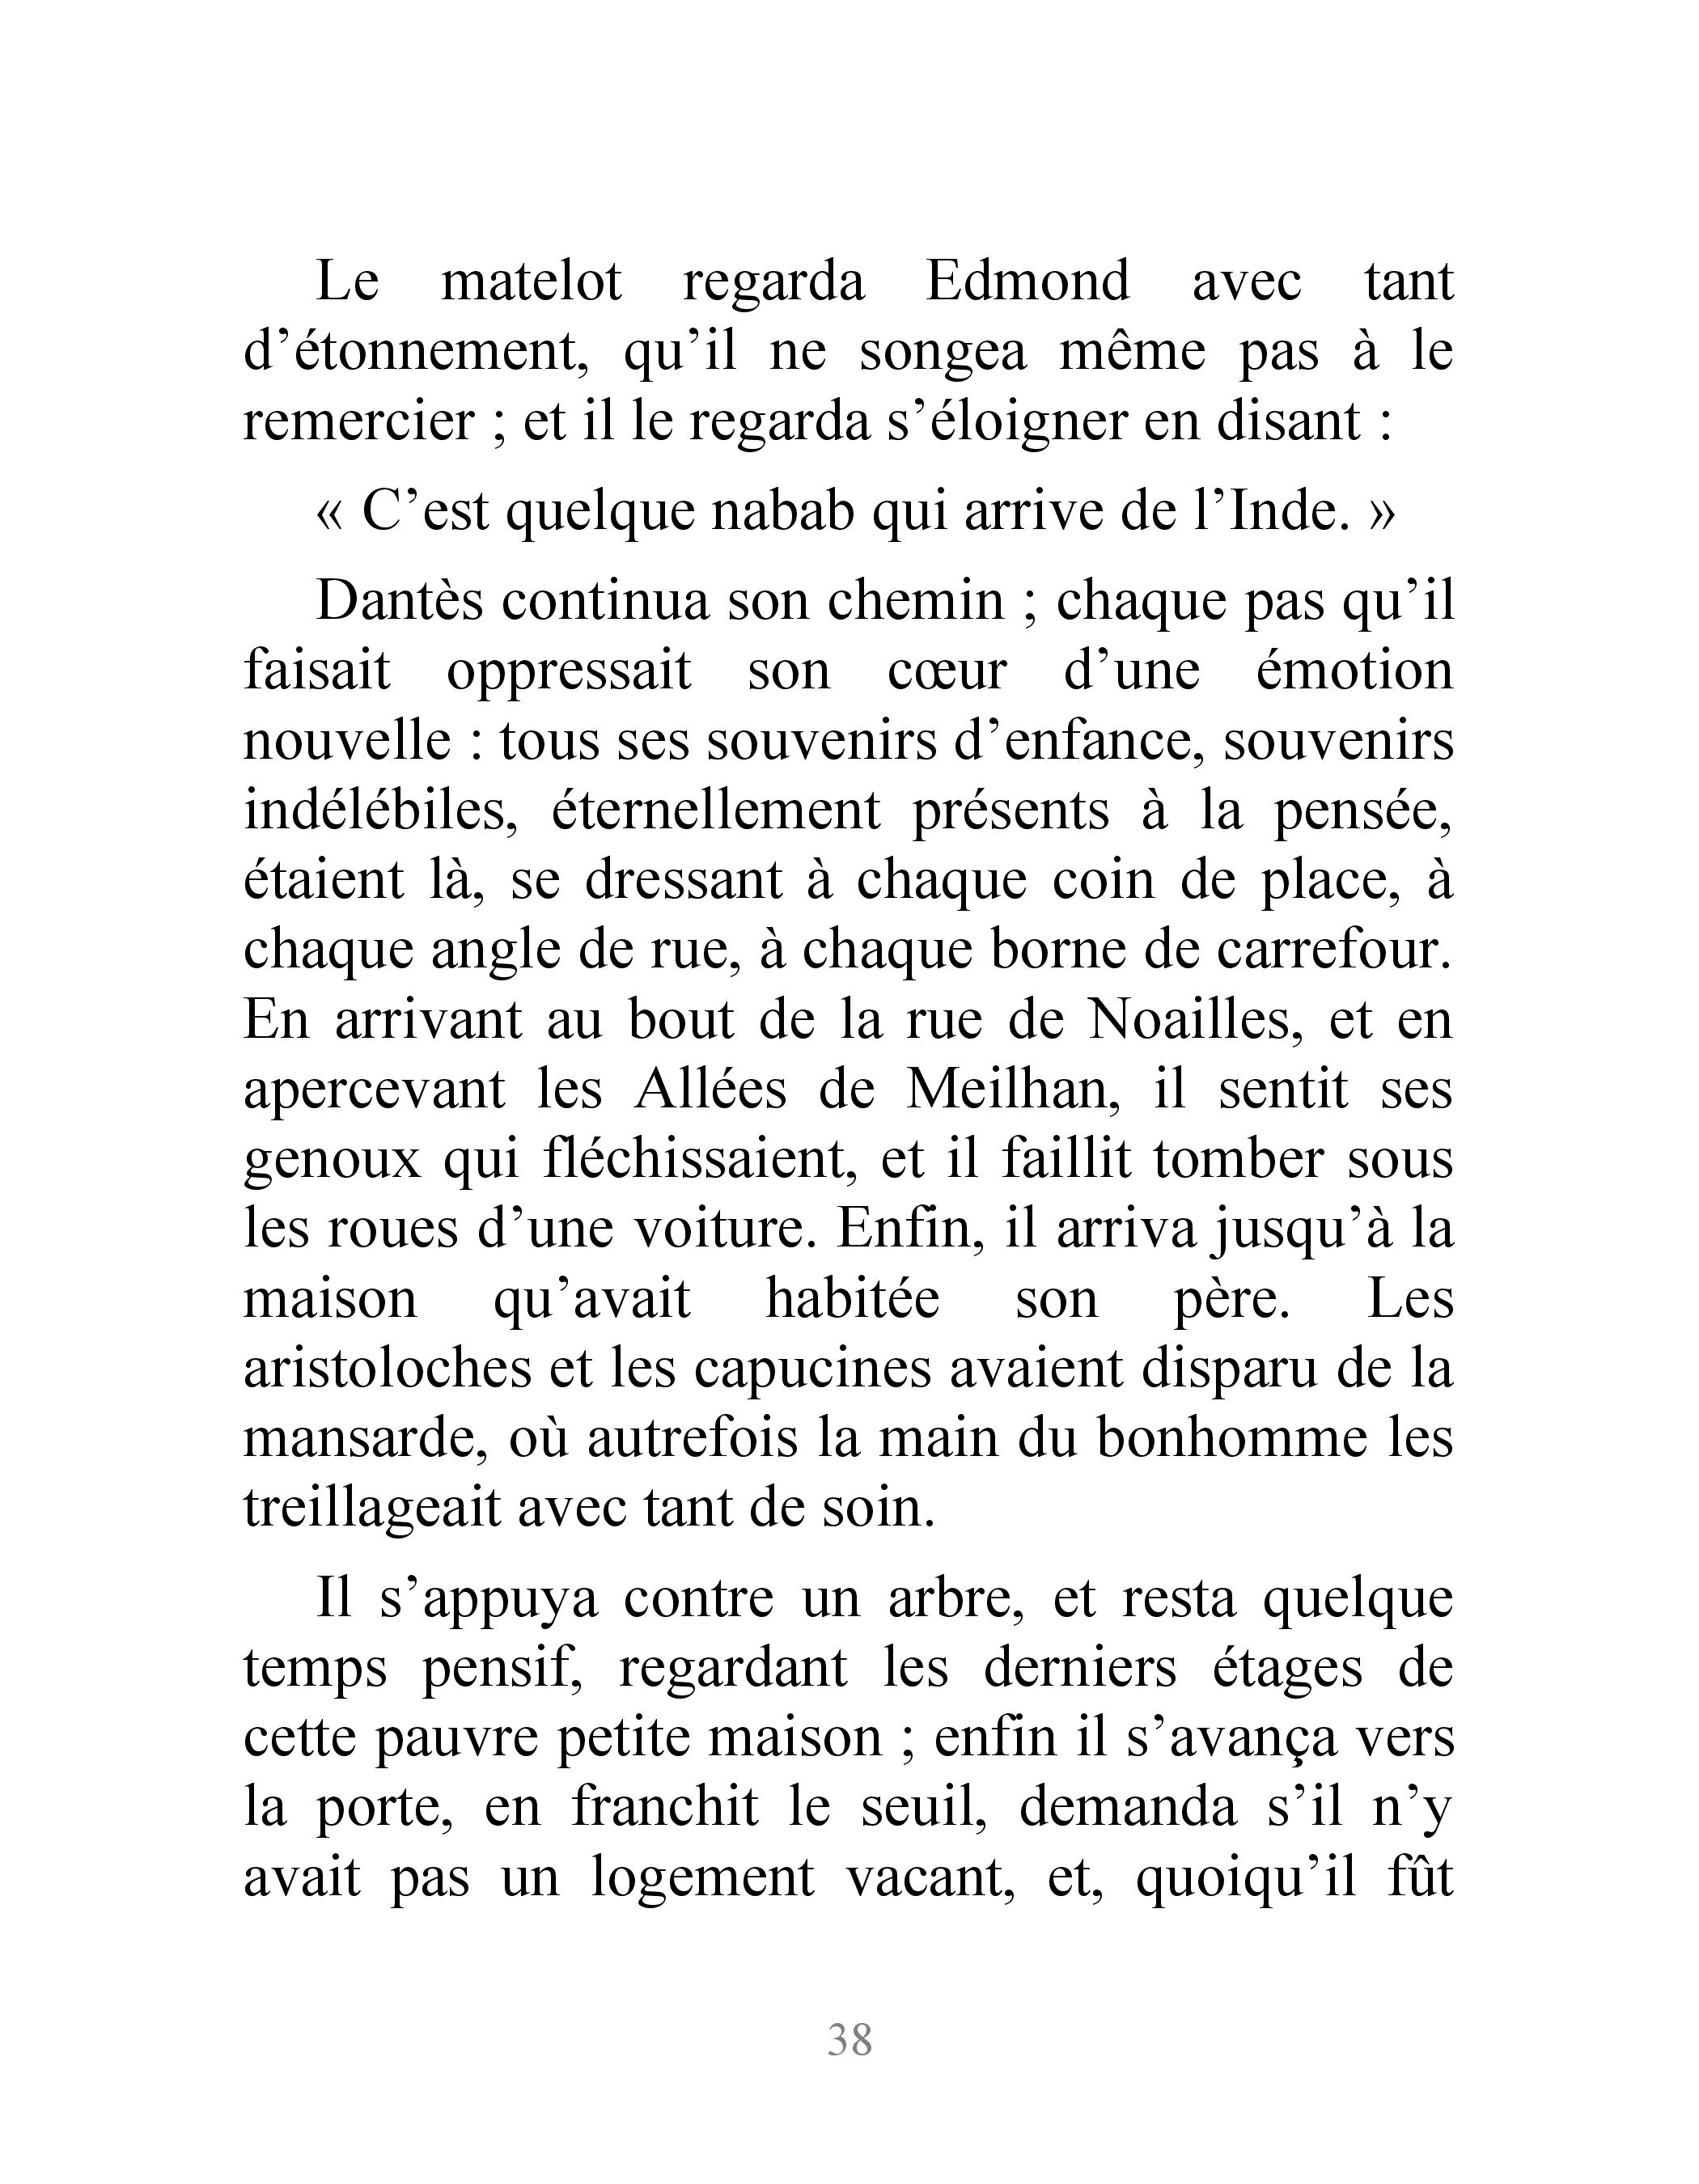 Le matelot regarda Edmond avec tant
d’étonnement, qu’il ne songea même pas à le
remercier ; et il le regarda s’éloigner en disant :
« C’est quelque nabab qui arrive de l’Inde. »
Dantès continua son chemin ; chaque pas qu’il
faisait oppressait son cœur d’une émotion
nouvelle : tous ses souvenirs d’enfance, souvenirs
indélébiles, éternellement présents à la pensée,
étaient là, se dressant à chaque coin de place, à
chaque angle de rue, à chaque borne de carrefour.
En arrivant au bout de la rue de Noailles, et en
apercevant les Allées de Meilhan, il sentit ses
genoux qui fléchissaient, et il faillit tomber sous
les roues d’une voiture. Enfin, il arriva jusqu’à la
maison qu’avait habitée son père. Les
aristoloches et les capucines avaient disparu de la
mansarde, où autrefois la main du bonhomme les
treillageait avec tant de soin.
Il s’appuya contre un arbre, et resta quelque
temps pensif, regardant les derniers étages de
cette pauvre petite maison ; enfin il s’avança vers
la porte, en franchit le seuil, demanda s’il n’y
avait pas un logement vacant, et, quoiqu’il fût
38